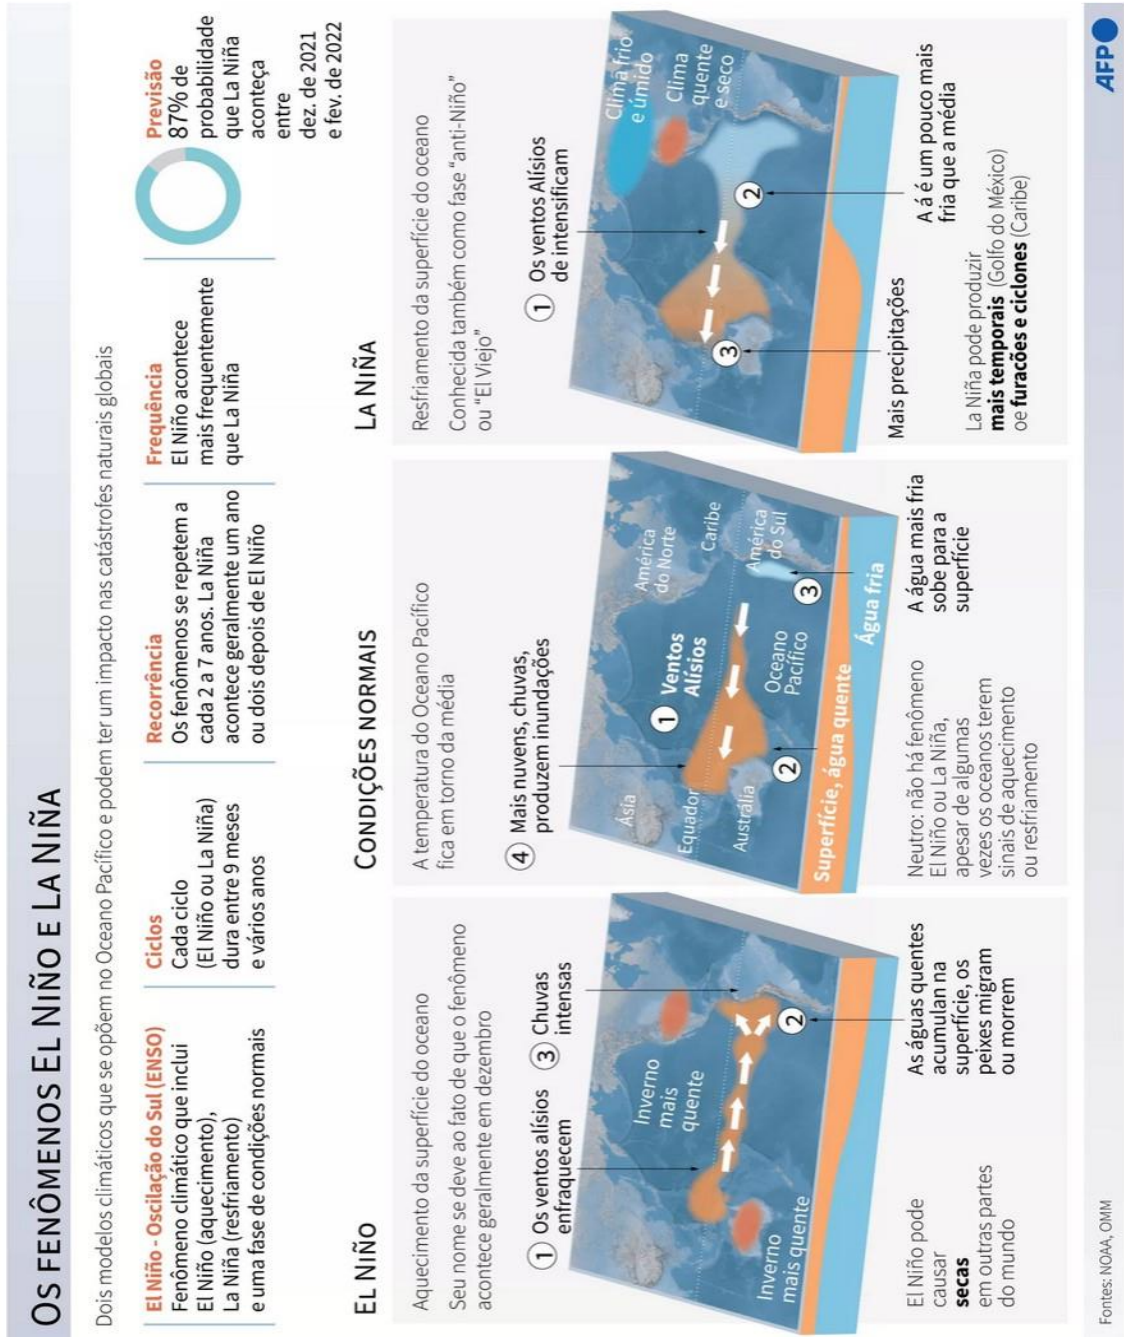 OS FENÔMENOS EL NIÑO E LA NIÑA
Dois modelos climáticos que se opõem no Oceano Pacífico e podem ter um impacto nas catástrofes naturais globais
El Niño - Oscilação do Sul (ENSO)
Fenômeno climático que inclui
El Niño (aquecimento),
La Niña (resfriamento)
e uma fase de condições normais
Ciclos
Cada ciclo
(El Niño ou La Niña)
dura entre 9 meses
e vários anos
Recorrência
Os fenômenos se repetem a
cada 2 a 7 anos. La Niña
acontece geralmente um ano
ou dois depois de El Niño
Frequência
El Niño acontece
mais frequentemente
que La Niña
Previsão
87% de
probabilidade
que La Niña
aconteça
entre
dez. de 2021
e fev. de 2022
EL NIÑO
Aquecimento da superfície do oceano
Seu nome se deve ao fato de que o fenômeno
acontece geralmente em dezembro
1 Os ventos alísios
enfraquecem
3 Chuvas
intensas
Inverno
mais
quente
Inverno
mais quente
2
El Niño pode
causar
secas
em outras partes
do mundo
As águas quentes
acumulan na
superfície, os
peixes migram
ou morrem
CONDIÇÕES NORMAIS
A temperatura do Oceano Pacífico
fica em torno da média
4 Mais nuvens, chuvas,
produzem inundações
Ásia
América
do Norte
1
Ventos
Alísios
Caribe
Equador
Austrália
Oceano
Pacífico
América
do Sul
2
3
Superfície, água quente
Água fria
Neutro: não há fenômeno
El Niño ou La Niña,
apesar de algumas
vezes os oceanos terem
sinais de aquecimento
ou resfriamento
A água mais fria
sobe para a
superfície
LA NIÑA
Resfriamento da superfície do oceano
Conhecida também como fase "anti-Niño"
ou "El Viejo"
1 Os ventos Alísios
de intensificam
Clima frio
e úmido
Clima
quente
e seco
3
2
Mais precipitações
A á é um pouco mais
fria que a média
La Niña pode produzir
mais temporais (Golfo do México)
oe furacões e ciclones (Caribe)
Fontes: NOAA, OMM
AFP